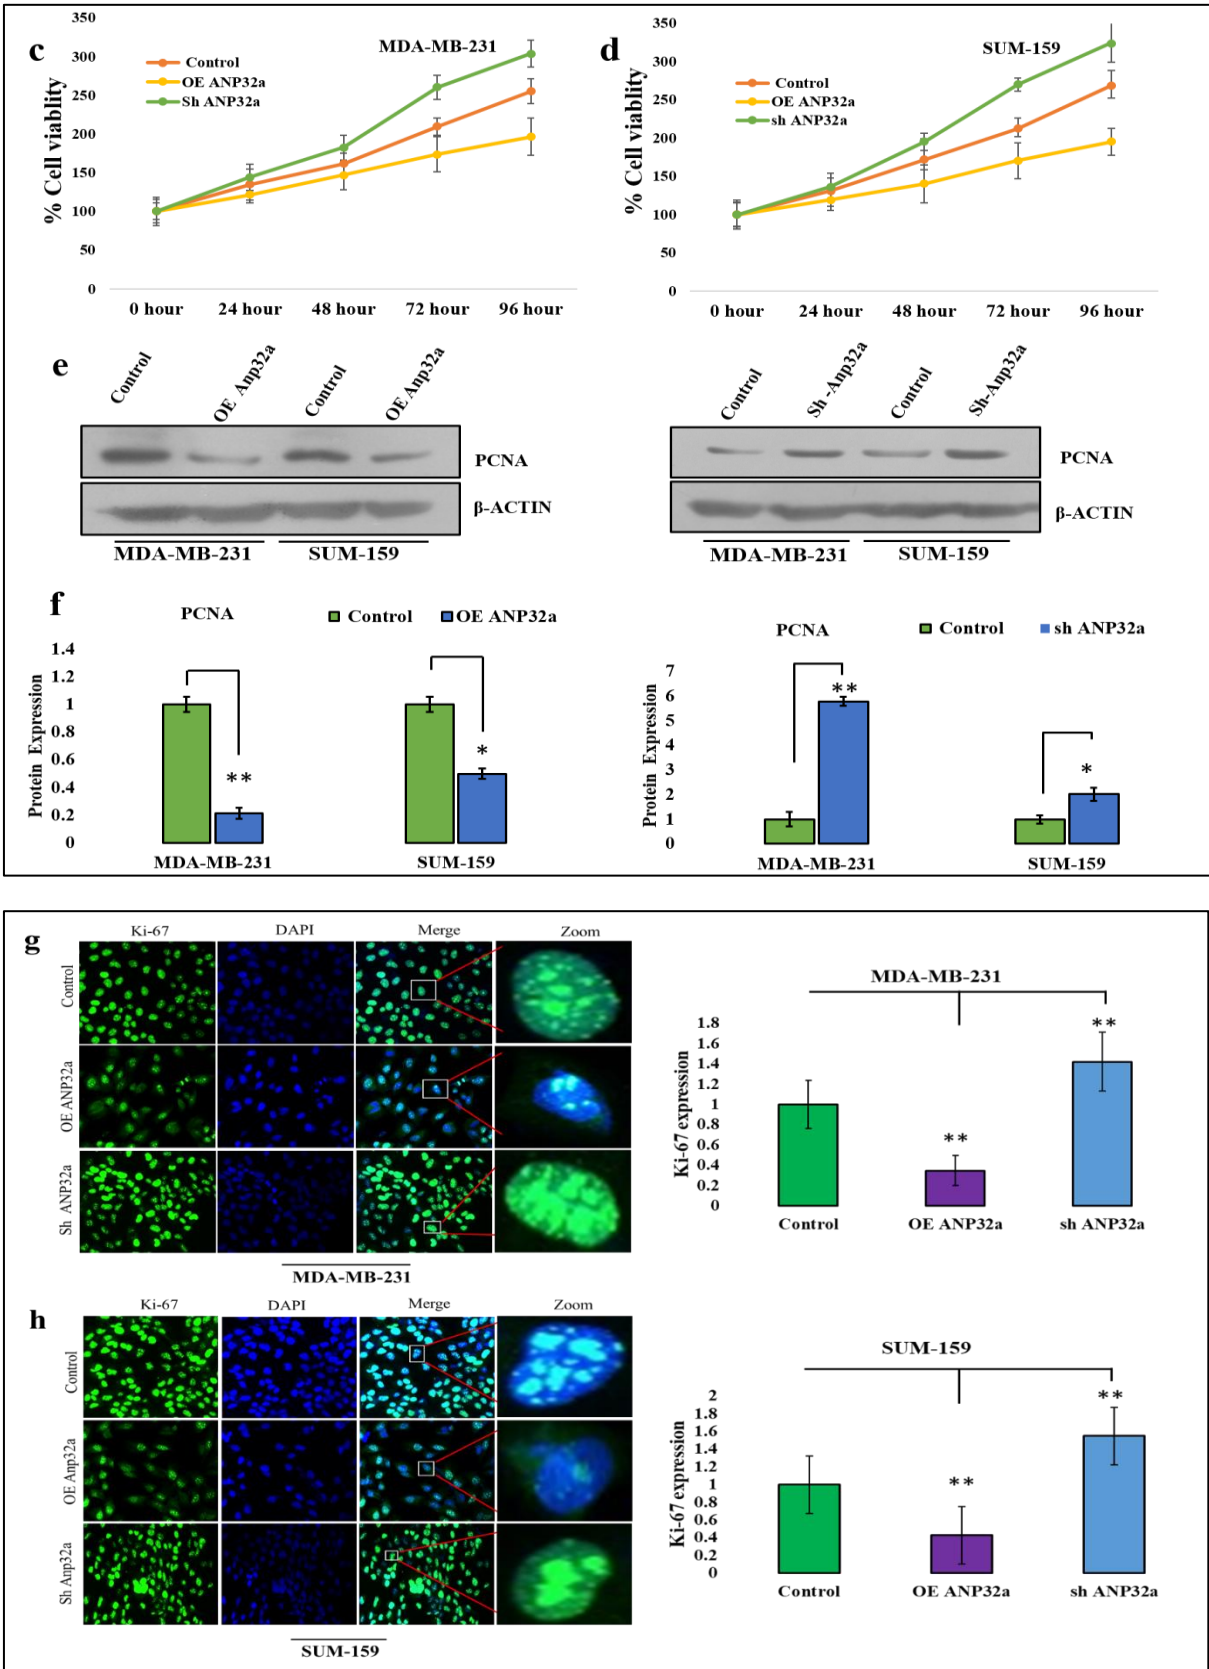 c
MDA-MB-231
Control
OE ANP32a
Sh ANP32a
% Cell viablity
350
300
250
200
150
100
50
0
0 hour 24 hour 48 hour 72 hour 96 hour
d
SUM-159
Control
OE ANP32a
sh ANP32a
% Cell viablity
350
300
250
200
150
100
50
0
0 hour 24 hour 48 hour 72 hour 96 hour
e
Control OE Anp32a Control OE Anp32a
PCNA
β-ACTIN
MDA-MB-231 SUM-159
Control Sh-Anp32a Control Sh-Anp32a
PCNA
β-ACTIN
MDA-MB-231 SUM-159
f
PCNA
Control OE ANP32a
Protein Expression
1.4
1.2
1
0.8
0.6
0.4
0.2
0
**
*
MDA-MB-231 SUM-159
PCNA
Control sh ANP32a
Protein Expression
7
6
5
4
3
2
1
0
**
*
MDA-MB-231 SUM-159
g
Ki-67 DAPI Merge Zoom
Control
OE ANP32a
Sh ANP32a
MDA-MB-231
MDA-MB-231
Ki-67 expression
1.8
1.6
1.4
1.2
1
0.8
0.6
0.4
0.2
0
**
**
Control OE ANP32a sh ANP32a
h
Ki-67 DAPI Merge Zoom
Control
OE Anp32a
Sh Anp32a
SUM-159
SUM-159
Ki-67 expression
2
1.8
1.6
1.4
1.2
1
0.8
0.6
0.4
0.2
0
**
**
Control OE ANP32a sh ANP32a